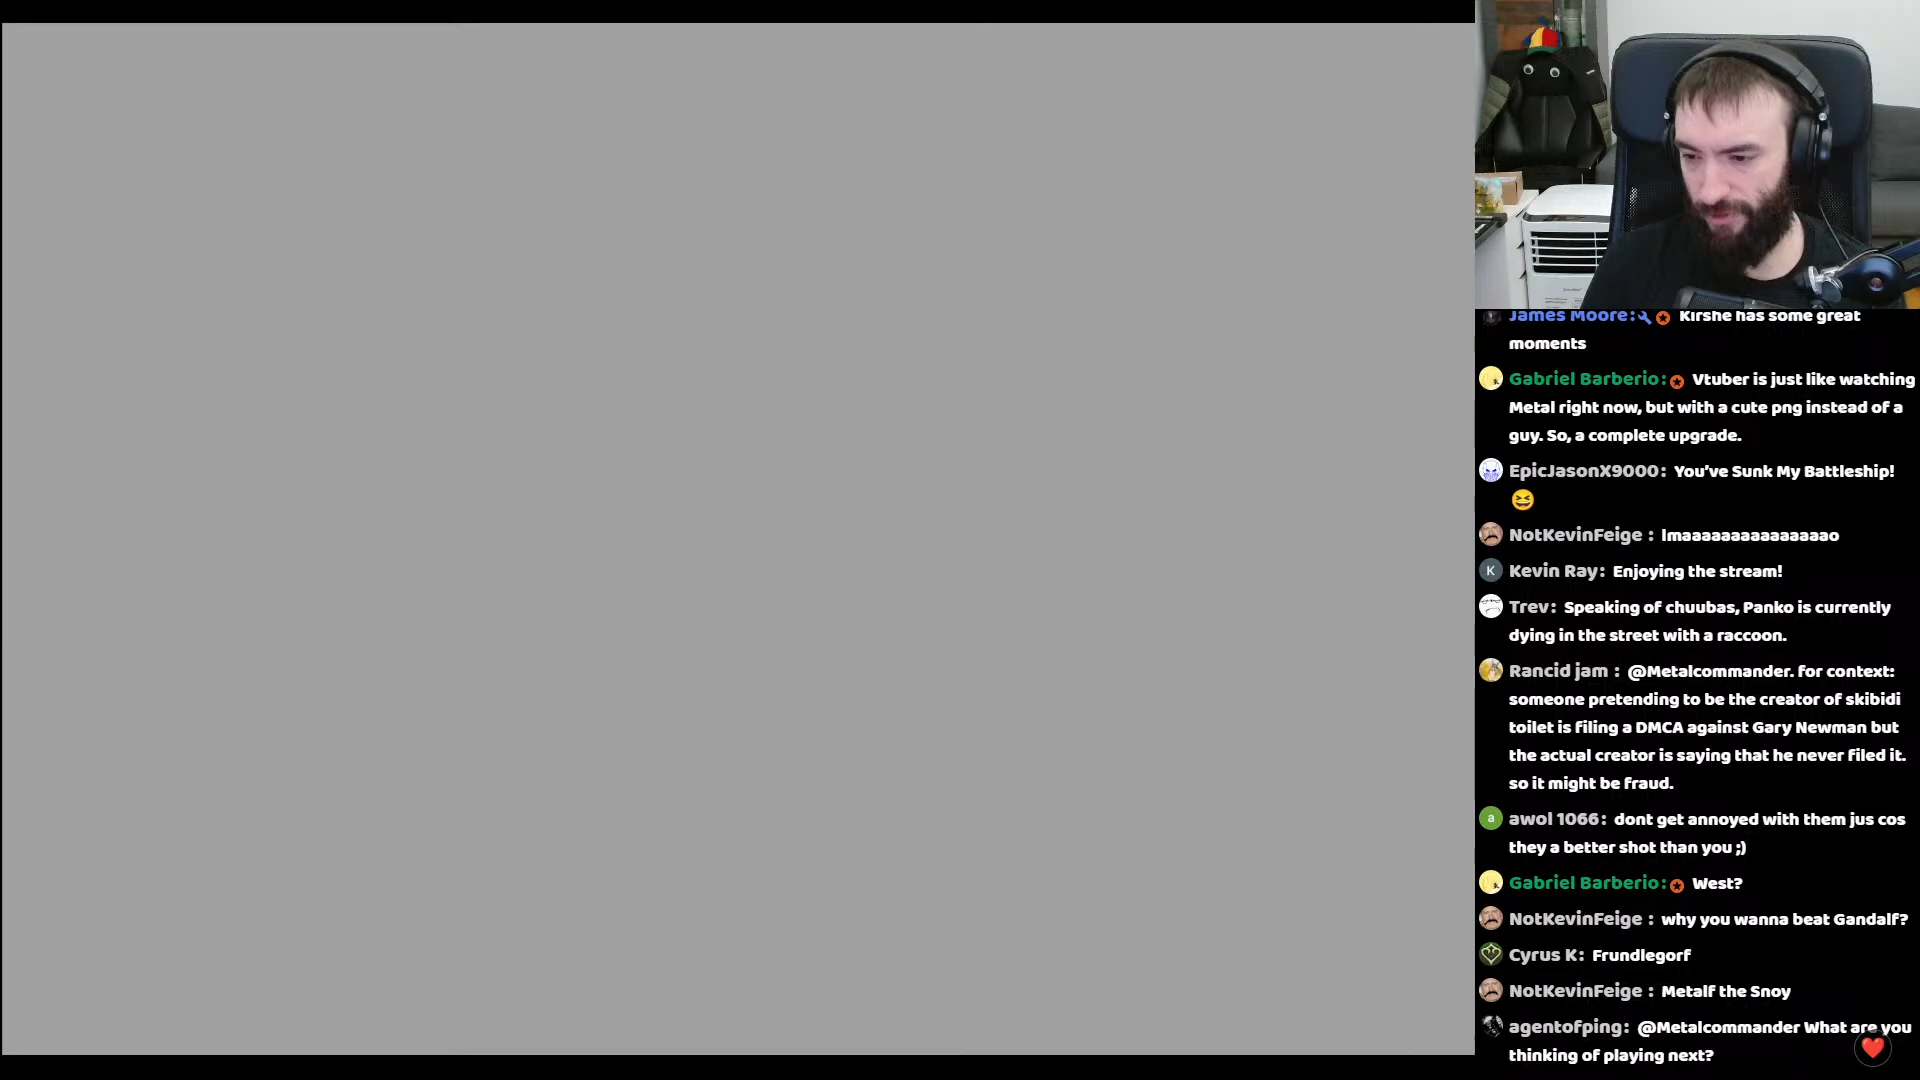 James Moore: Kirshe has some great
moments
Gabriel Barberio: Vtuber is just like watching
Metal right now, but with a cute png instead of a
guy. So, a complete upgrade.
EpicJasonX9000: You've Sunk My Battleship!
😆
NotKevinFeige : lmaaaaaaaaaaaaaaao
K Kevin Ray: Enjoying the stream!
Trev: Speaking of chuubas, Panko is currently
dying in the street with a raccoon.
Rancid jam : @Metalcommander. for context:
someone pretending to be the creator of skibidi
toilet is filing a DMCA against Gary Newman but
the actual creator is saying that he never filed it.
so it might be fraud.
a awol 1066: dont get annoyed with them jus cos
they a better shot than you ;)
Gabriel Barberio: West?
NotKevinFeige : why you wanna beat Gandalf?
Cyrus K: Frundlegorf
NotKevinFeige : Metalf the Snoy
agentofping: @Metalcommander What are you
thinking of playing next?